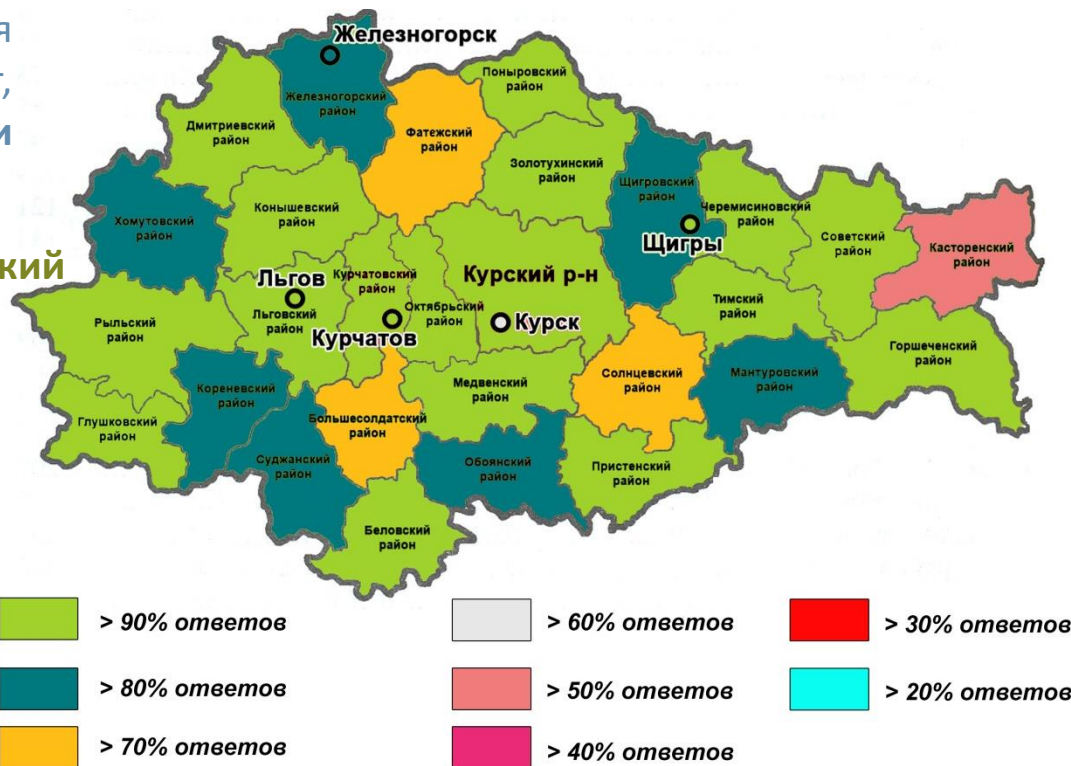 я
т,
и
кий
Железногорск
Железногорский
район
Поныровский
район
Дмитриевский
район
Фатежский
район
Золотухинский
район
Щигровский
район
Черемисиновский
район
Хомутовский
район
Конышевский
район
Щигры
Советский
район
Касторенский
район
Льгов
Курчатовский
район
Курский р-н
Рыльский
район
Льговский
район
Октябрьский
район
Тимский
район
Курчатов
Курск
Горшеченский
район
Кореневский
район
Медвенский
район
Солнцевский
район
Мантуровский
район
Глушковский
район
Большесолдатский
район
Суджанский
район
Обоянский
район
Пристенский
район
Беловский
район
> 90% ответов
> 60% ответов
> 30% ответов
> 80% ответов
> 50% ответов
> 20% ответов
> 70% ответов
> 40% ответов